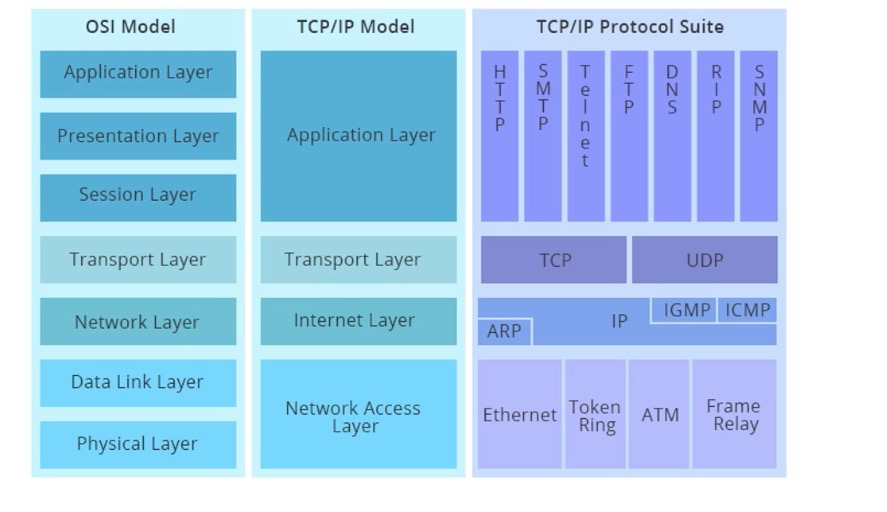 OSI Model
Application Layer
Presentation Layer
Session Layer
Transport Layer
Network Layer
Data Link Layer
Physical Layer
TCP/IP Model
Application Layer
Transport Layer
Internet Layer
Network Access
Layer
TCP/IP Protocol Suite
HTTP
SMTP
Telnet
FTP
DNS
RIP
SNMP
TCP
UDP
IP
IGMP
ICMP
ARP
Ethernet
Token
Ring
ATM
Frame
Relay